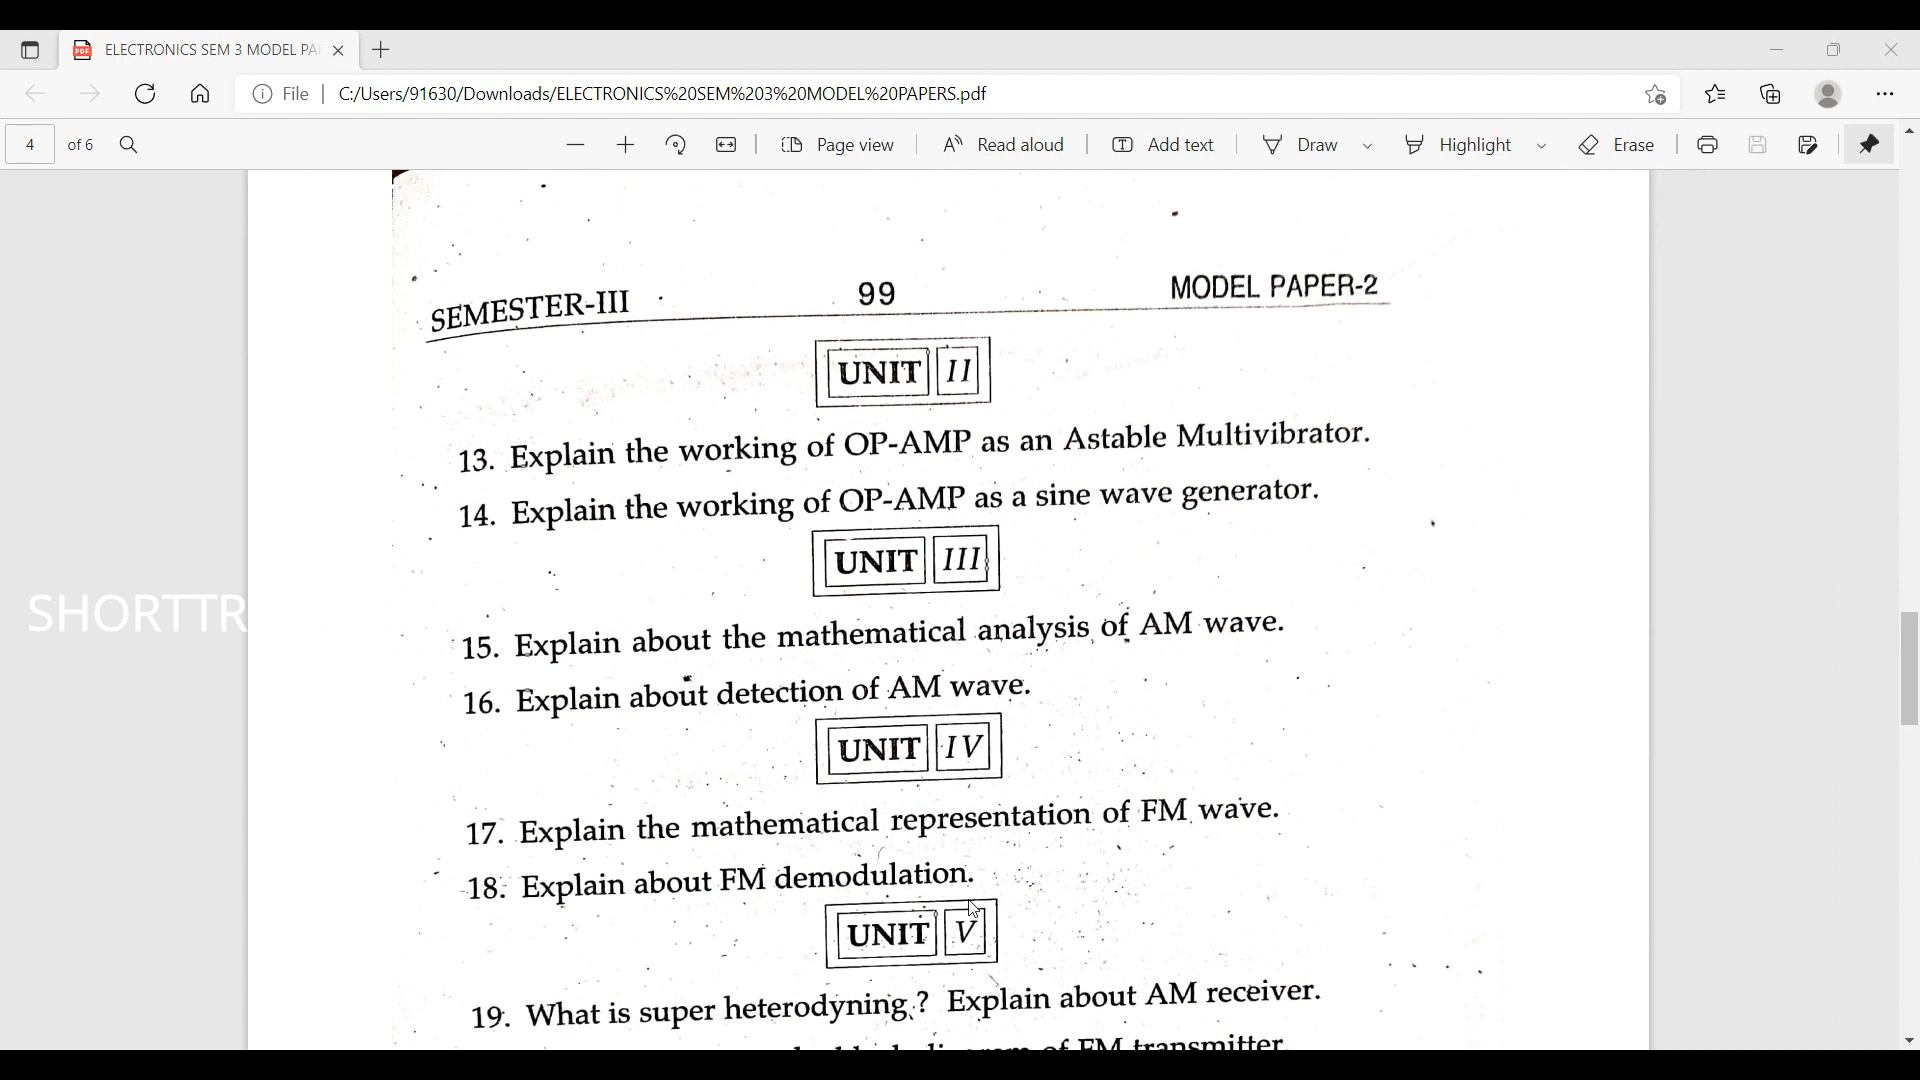 ELECTRONICS SEM 3 MODEL PA
File C:/Users/91630/Downloads/ELECTRONICS%20SEM%203%20MODEL%20PAPERS.pdf
4 of 6 Page view Read aloud Add text Draw Highlight Erase
SEMESTER-III 99 MODEL PAPER-2
UNIT II
13. Explain the working of OP-AMP as an Astable Multivibrator.
14. Explain the working of OP-AMP as a sine wave generator.
UNIT III
SHORTTR
15. Explain about the mathematical analysis of AM wave.
16. Explain about detection of AM wave.
UNIT IV
17. Explain the mathematical representation of FM wave.
18. Explain about FM demodulation.
UNIT V
19. What is super heterodyning ? Explain about AM receiver.
of FM transmitter.